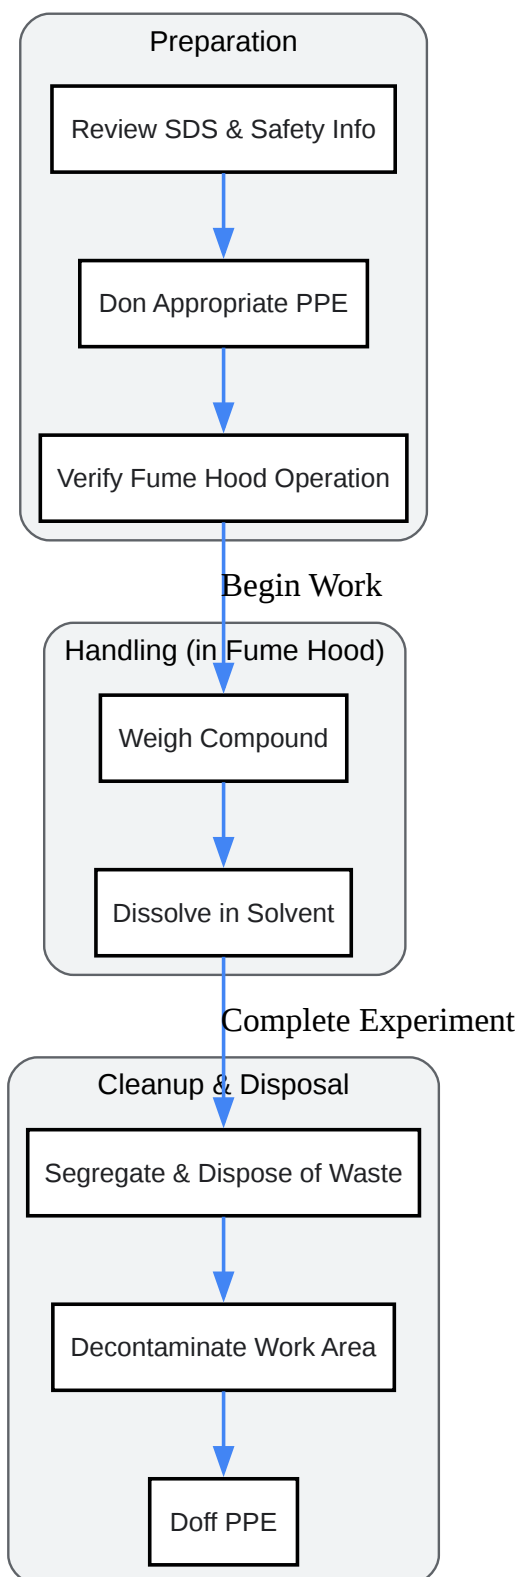 Preparation
Review SDS & Safety Info
Don Appropriate PPE
Verify Fume Hood Operation
Begin Work
Handling (in Fume Hood)
Weigh Compound
Dissolve in Solvent
Complete Experiment
Cleanup & Disposal
Segregate & Dispose of Waste
Decontaminate Work Area
Doff PPE